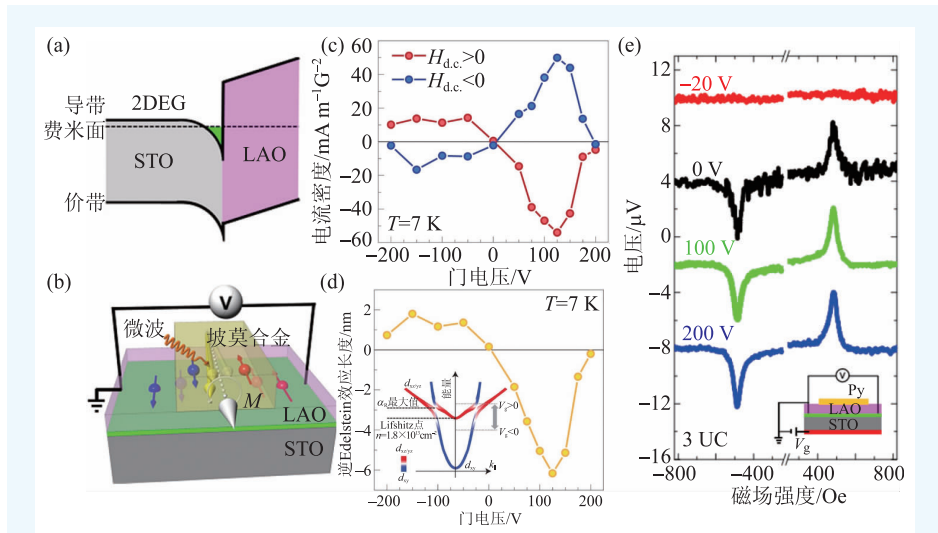 (a)
导带
2DEG
费米面
STO
LAO
价带
(b)
V
微波
坡莫合金
M
LAO
STO
(c)
H_d.c.>0
H_d.c.<0
电流密度/mA m⁻¹G⁻²
60
40
20
0
−20
−40
−60
T=7 K
−200 −100 0 100 200
门电压/V
(d)
T=7 K
逆Edelstein效应长度/nm
2
0
−2
−4
−6
能量
d_xz/yz
α_R最大值
Lifshitz点
V_g>0
V_g<0
d_xz/yz
d_xy
d_xy
−200 −100 0 100 200
门电压/V
(e)
电压/μV
12
8
4
0
−4
−8
−12
−16
−20 V
0 V
100 V
200 V
V
Py
LAO
STO
V_g
3 UC
−800 −400 0 400 800
磁场强度/Oe